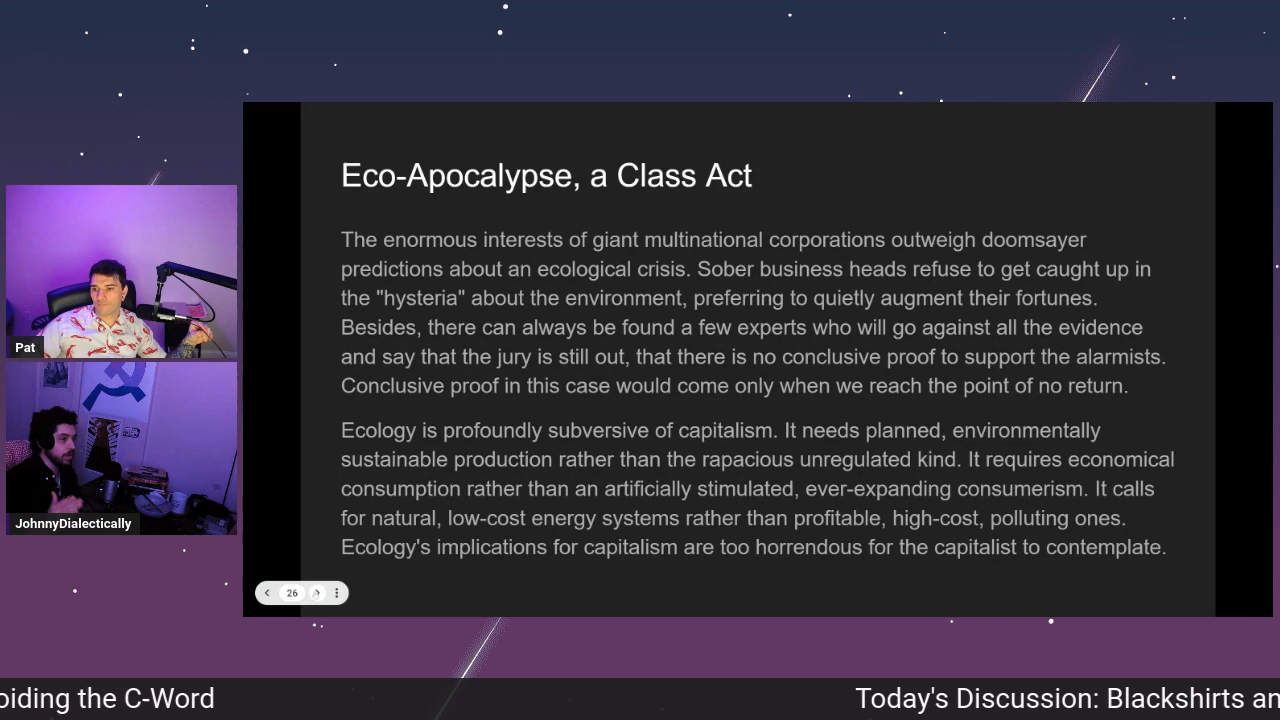 Eco-Apocalypse, a Class Act
The enormous interests of giant multinational corporations outweigh doomsayer
predictions about an ecological crisis. Sober business heads refuse to get caught up in
the "hysteria" about the environment, preferring to quietly augment their fortunes.
Besides, there can always be found a few experts who will go against all the evidence
and say that the jury is still out, that there is no conclusive proof to support the alarmists.
Conclusive proof in this case would come only when we reach the point of no return.
Ecology is profoundly subversive of capitalism. It needs planned, environmentally
sustainable production rather than the rapacious unregulated kind. It requires economical
consumption rather than an artificially stimulated, ever-expanding consumerism. It calls
for natural, low-cost energy systems rather than profitable, high-cost, polluting ones.
Ecology's implications for capitalism are too horrendous for the capitalist to contemplate.
Pat
JohnnyDialectically
26
oiding the C-Word
Today's Discussion: Blackshirts an